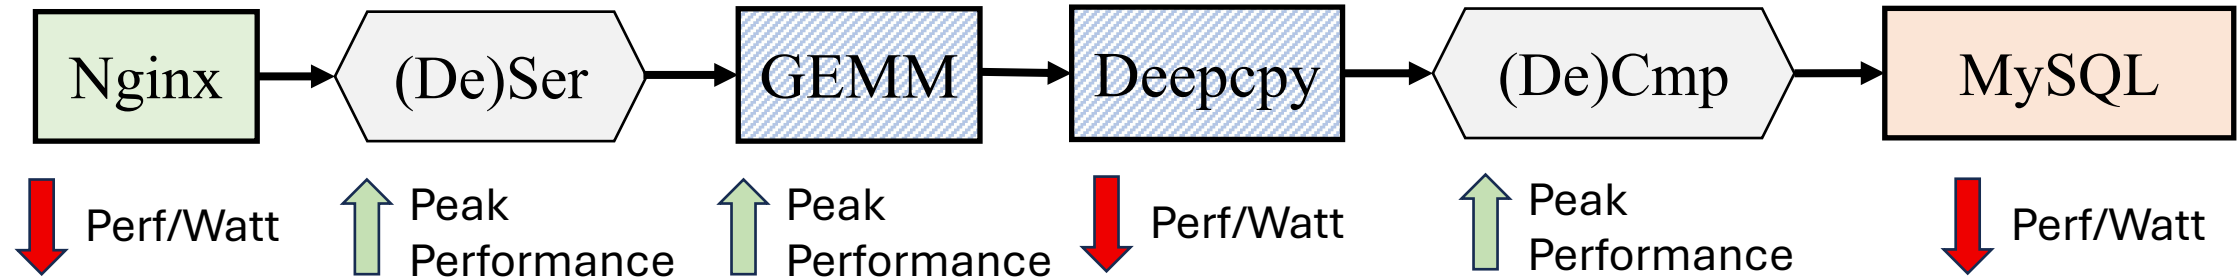 Nginx
(De)Ser
GEMM
Deepcpy
(De)Cmp
MySQL
Perf/Watt
Peak
Performance
Peak
Performance
Perf/Watt
Peak
Performance
Perf/Watt